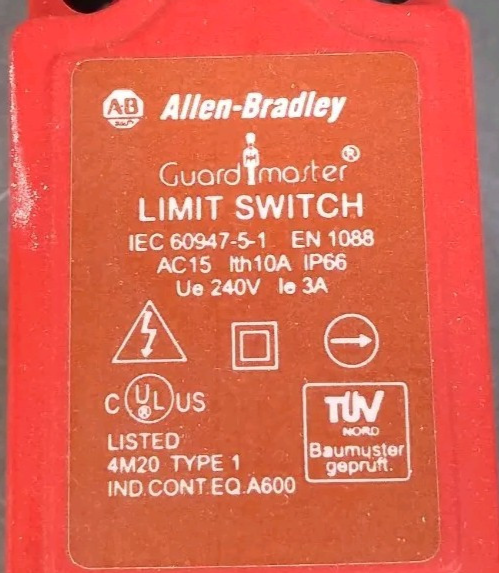 A-B Allen-Bradley
Guardmaster®
LIMIT SWITCH
IEC 60947-5-1 EN 1088
AC15 Ith10A IP66
Ue 240V Ie 3A
C UL® US
LISTED
4M20 TYPE 1
IND.CONT.EQ.A600
TÜV
NORD
Baumuster
geprüft.